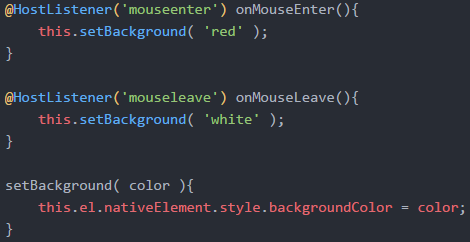 @HostListener('mouseenter') onMouseEnter(){
    this.setBackground( 'red' );
}
@HostListener('mouseleave') onMouseLeave(){
    this.setBackground( 'white' );
}
setBackground( color ){
    this.el.nativeElement.style.backgroundColor = color;
}